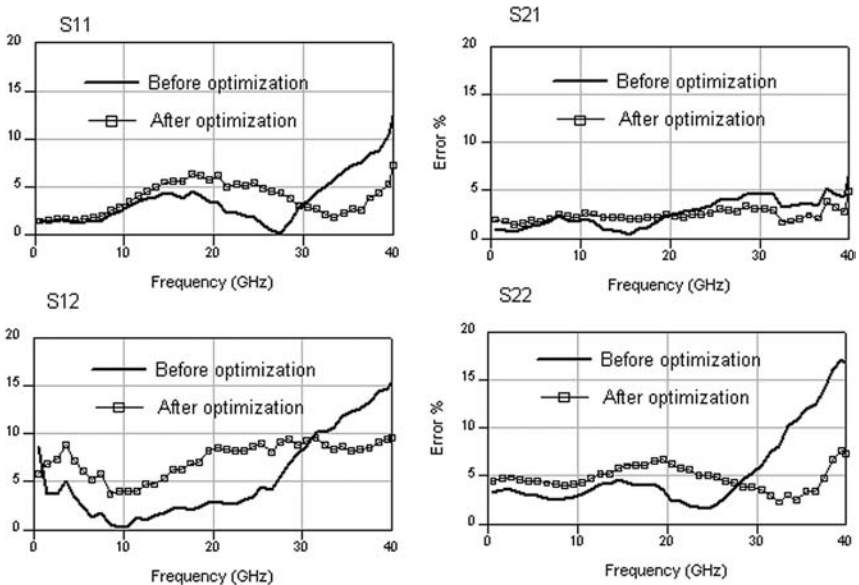 S11
20
15
10
5
0
Before optimization
After optimization
0 10 20 30 40
Frequency (GHz)
S21
Error %
20
15
10
5
0
Before optimization
After optimization
0 10 20 30 40
Frequency (GHz)
S12
20
15
10
5
0
Before optimization
After optimization
0 10 20 30 40
Frequency (GHz)
S22
Error %
20
15
10
5
0
Before optimization
After optimization
0 10 20 30 40
Frequency (GHz)